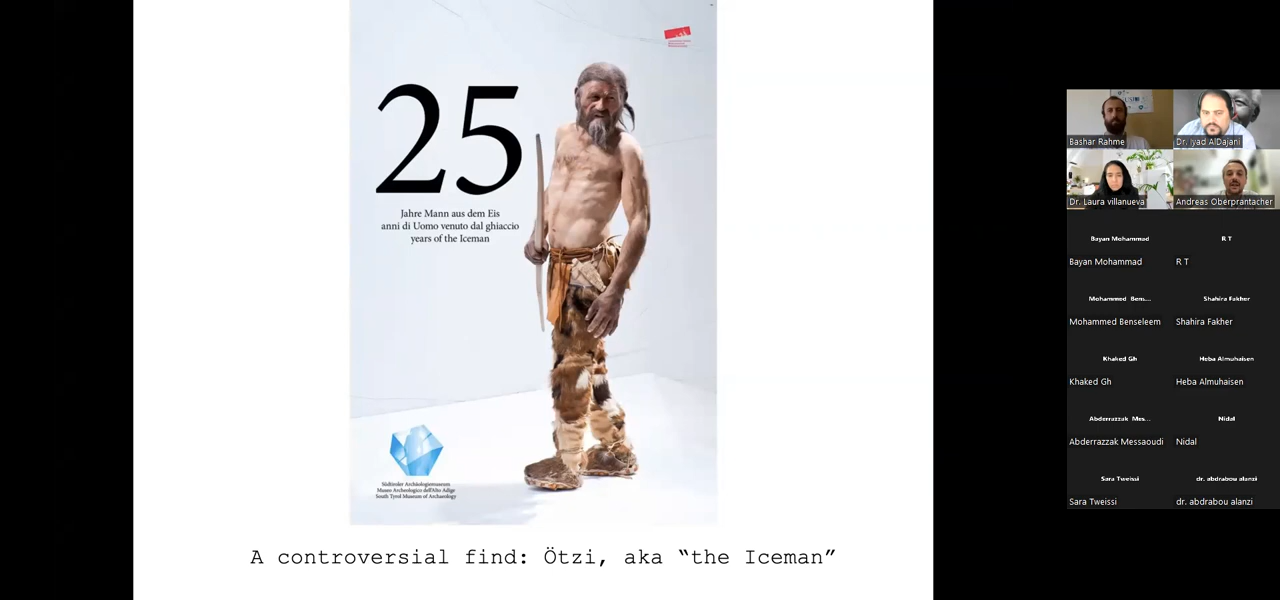 25
Jahre Mann aus dem Eis
anni di Uomo venuto dal ghiaccio
years of the Iceman
Südtiroler Archäologiemuseum
Museo Archeologico dell'Alto Adige
South Tyrol Museum of Archaeology
A controversial find: Ötzi, aka “the Iceman”
Bashar Rahme
Dr. Iyad AlDajani
Dr. Laura villanueva
Andreas Oberprantacher
Bayan Mohammad
R T
Bayan Mohammad
R T
Mohammed Bens...
Shahira Fakher
Mohammed Benseleem
Shahira Fakher
Khaked Gh
Heba Almuhaisen
Khaked Gh
Heba Almuhaisen
Abderrazzak Mes...
Nidal
Abderrazzak Messaoudi
Nidal
Sara Tweissi
dr. abdrabou alanzi
Sara Tweissi
dr. abdrabou alanzi